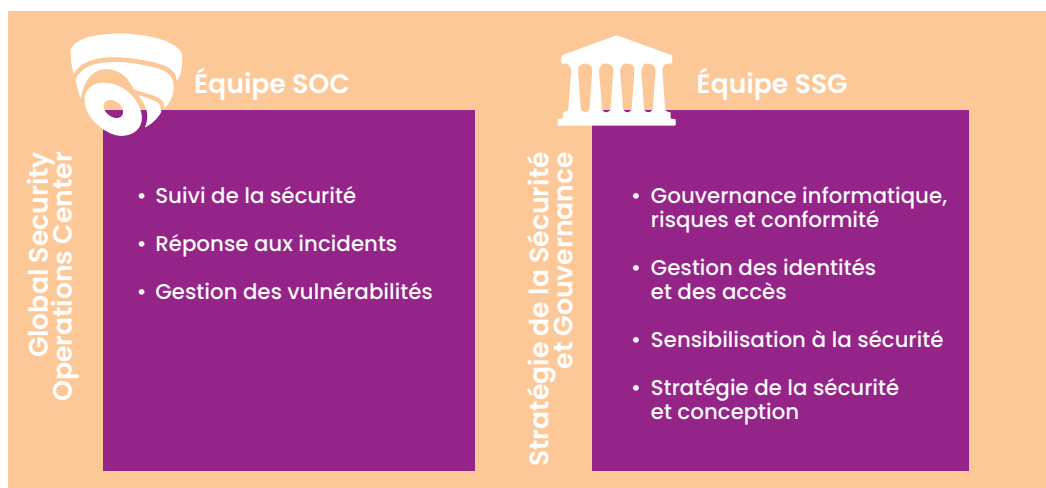 Équipe SOC
Global Security
Operations Center
• Suivi de la sécurité
• Réponse aux incidents
• Gestion des vulnérabilités
Équipe SSG
Stratégie de la Sécurité
et Gouvernance
• Gouvernance informatique,
risques et conformité
• Gestion des identités
et des accès
• Sensibilisation à la sécurité
• Stratégie de la sécurité
et conception